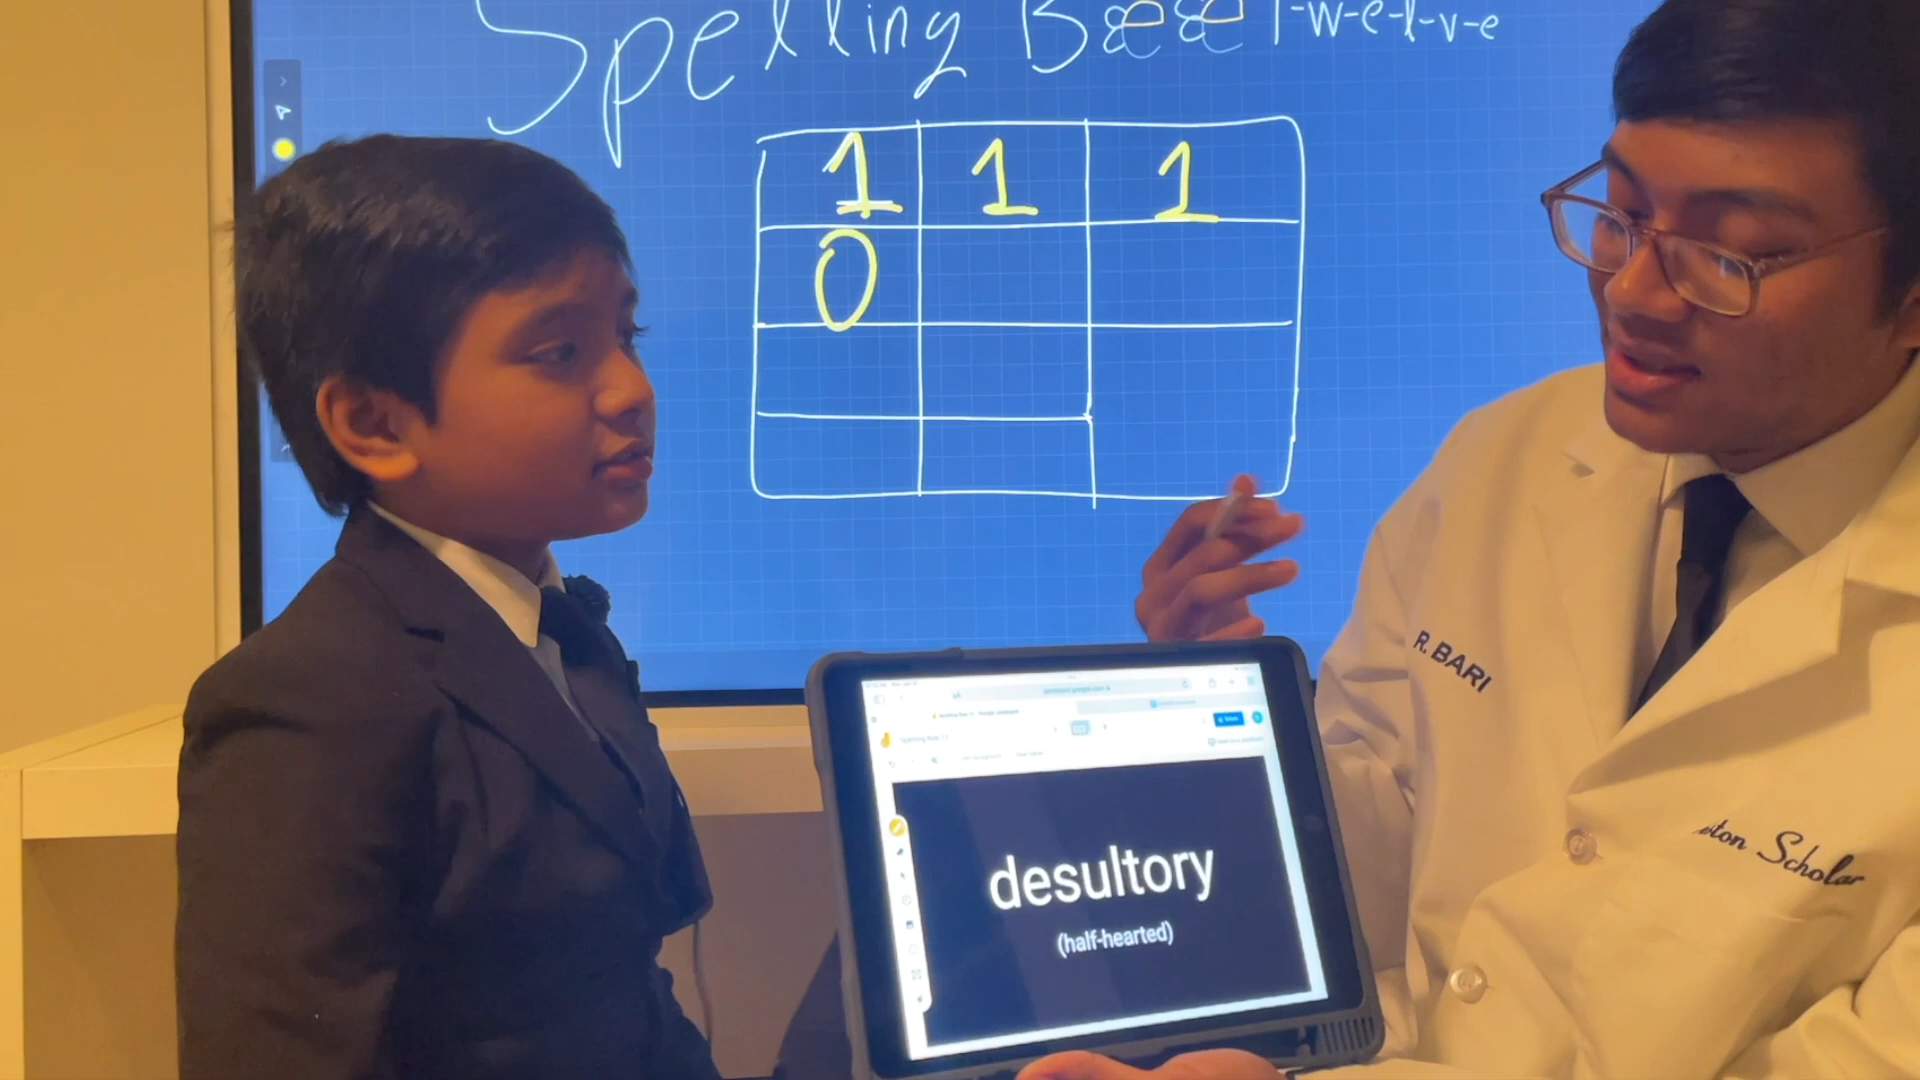 Spelling Bee T-w-e-l-v-e
1 1 1
0
R. BARI
Scholar
desultory
(half-hearted)